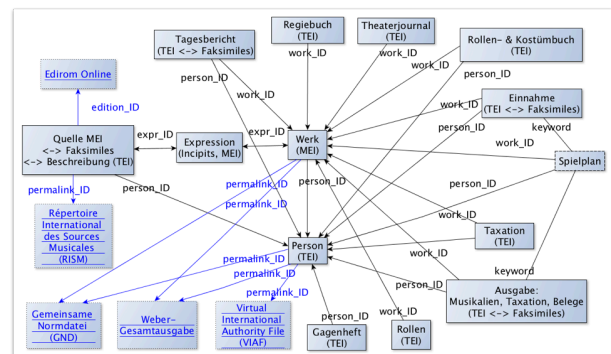 Tagesbericht
(TEI <-> Faksimiles)
Regiebuch
(TEI)
Theaterjournal
(TEI)
Rollen- & Kostümbuch
(TEI)
work_ID
work_ID
work_ID
person_ID
person_ID
work_ID
Edirom Online
edition_ID
Einnahme
(TEI <-> Faksimiles)
work_ID
person_ID
keyword
Quelle MEI
<-> Faksimiles
<-> Beschreibung (TEI)
expr_ID
Expression
(Incipits, MEI)
expr_ID
Werk
(MEI)
work_ID
Spielplan
permalink_ID
person_ID
permalink_ID
permalink_ID
person_ID
person_ID
Répertoire
International
des Sources
Musicales
(RISM)
Person
(TEI)
work_ID
Taxation
(TEI)
permalink_ID
permalink_ID
permalink_ID
work_ID
keyword
person_ID
Ausgabe:
Musikalien, Taxation, Belege
(TEI <-> Faksimiles)
Gemeinsame
Normdatei
(GND)
Weber-
Gesamtausgabe
Virtual
International
Authority File
(VIAF)
person_ID
Gagenheft
(TEI)
work_ID
Rollen
(TEI)